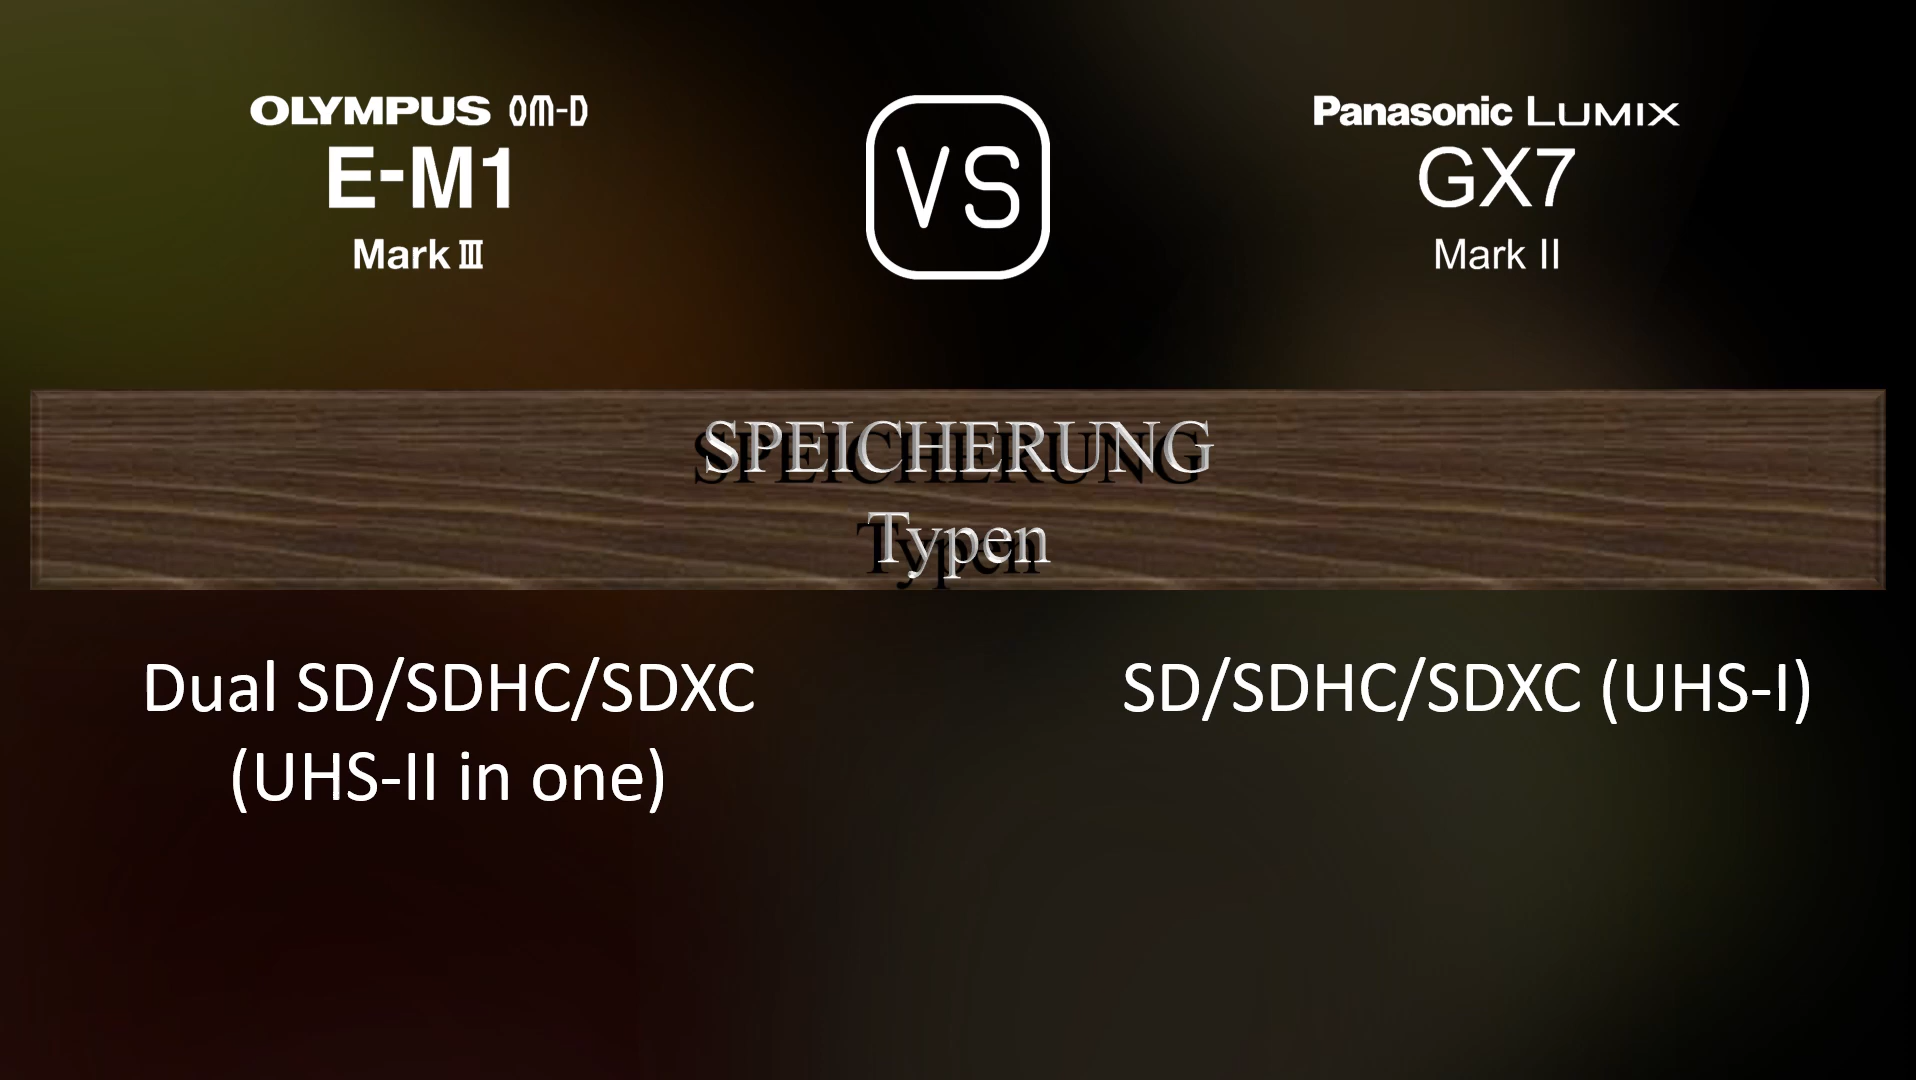 OLYMPUS OM-D
E-M1
Mark III
VS
Panasonic LUMIX
GX7
Mark II
SPEICHERUNG
Typen
Dual SD/SDHC/SDXC
(UHS-II in one)
SD/SDHC/SDXC (UHS-I)